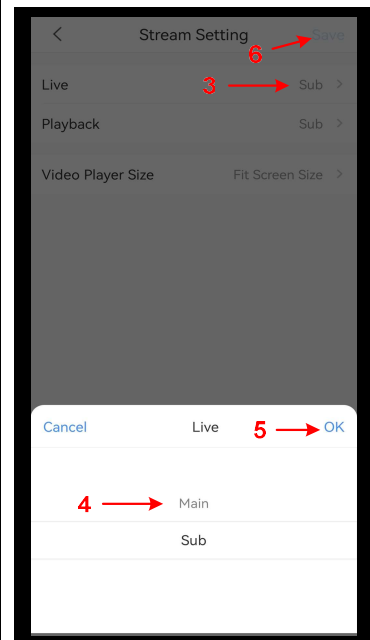 Stream Setting Save
6
Live 3 Sub
Playback Sub
Video Player Size Fit Screen Size
Cancel Live 5 OK
4 Main
Sub